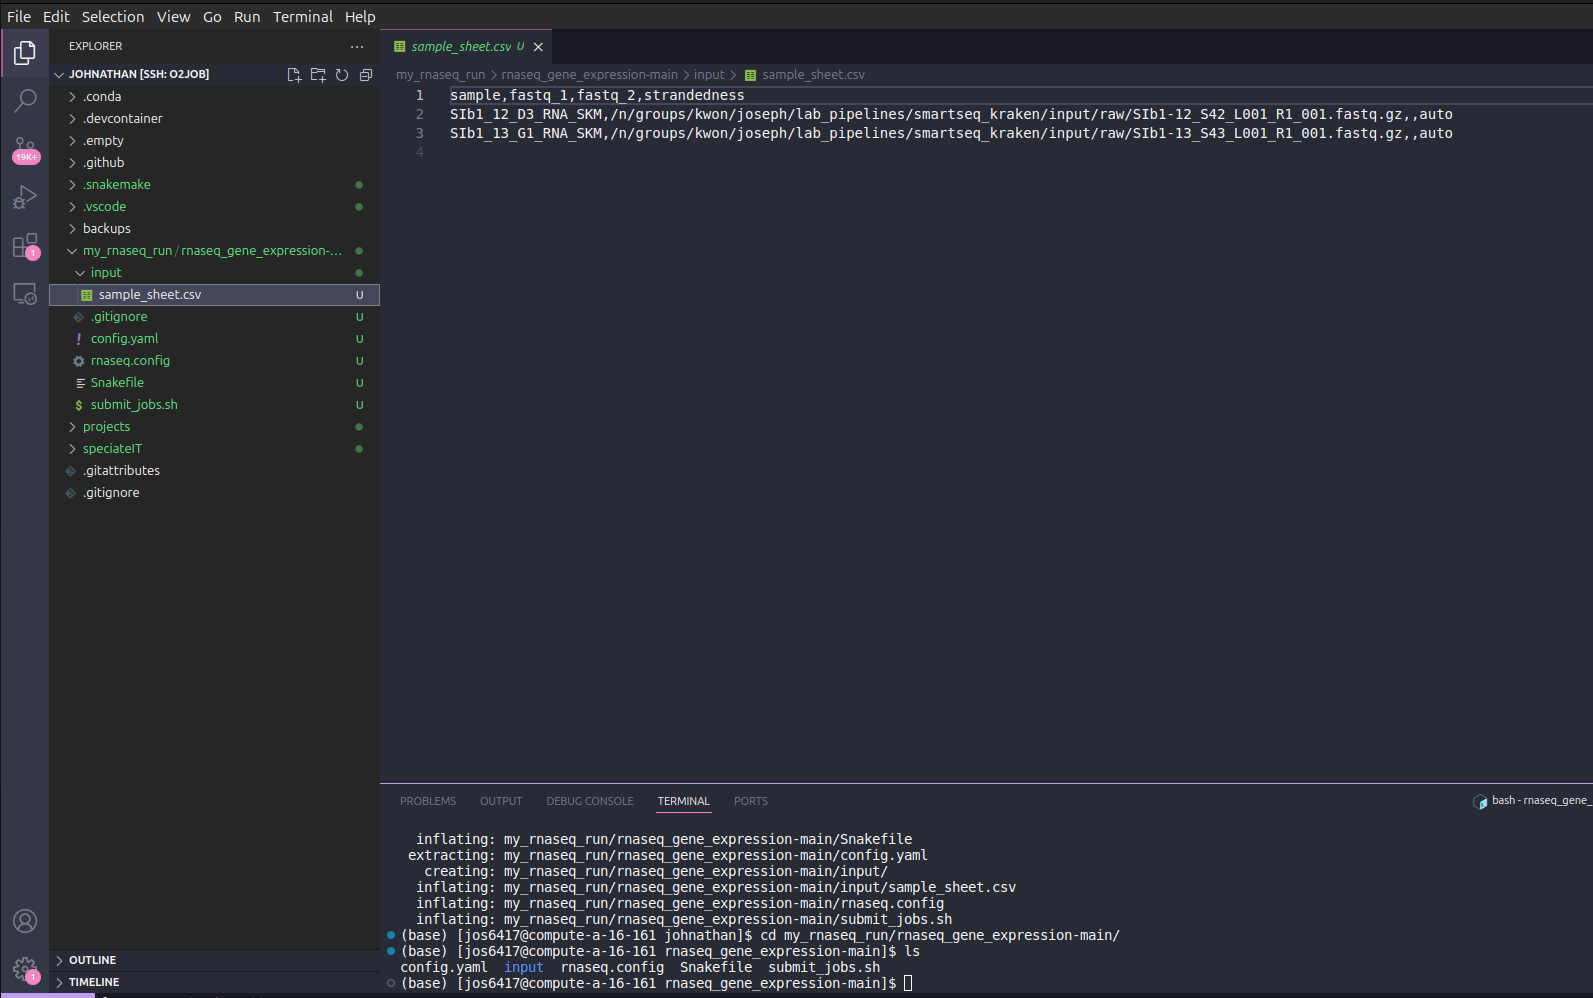 File Edit Selection View Go Run Terminal Help
EXPLORER
JOHNATHAN [SSH: O2JOB]
.conda
.devcontainer
.empty
.github
19K+
.snakemake
.vscode
backups
my_rnaseq_run / rnaseq_gene_expression-...
1
input
sample_sheet.csv U
.gitignore U
config.yaml U
rnaseq.config U
Snakefile U
submit_jobs.sh U
projects
speciateIT
.gitattributes
.gitignore
OUTLINE
TIMELINE
1
sample_sheet.csv U
my_rnaseq_run > rnaseq_gene_expression-main > input > sample_sheet.csv
1 sample,fastq_1,fastq_2,strandedness
2 SIb1_12_D3_RNA_SKM,/n/groups/kwon/joseph/lab_pipelines/smartseq_kraken/input/raw/SIb1-12_S42_L001_R1_001.fastq.gz,,auto
3 SIb1_13_G1_RNA_SKM,/n/groups/kwon/joseph/lab_pipelines/smartseq_kraken/input/raw/SIb1-13_S43_L001_R1_001.fastq.gz,,auto
4
PROBLEMS OUTPUT DEBUG CONSOLE TERMINAL PORTS
bash - rnaseq_gene_
inflating: my_rnaseq_run/rnaseq_gene_expression-main/Snakefile
extracting: my_rnaseq_run/rnaseq_gene_expression-main/config.yaml
creating: my_rnaseq_run/rnaseq_gene_expression-main/input/
inflating: my_rnaseq_run/rnaseq_gene_expression-main/input/sample_sheet.csv
inflating: my_rnaseq_run/rnaseq_gene_expression-main/rnaseq.config
inflating: my_rnaseq_run/rnaseq_gene_expression-main/submit_jobs.sh
(base) [jos6417@compute-a-16-161 johnathan]$ cd my_rnaseq_run/rnaseq_gene_expression-main/
(base) [jos6417@compute-a-16-161 rnaseq_gene_expression-main]$ ls
config.yaml input rnaseq.config Snakefile submit_jobs.sh
(base) [jos6417@compute-a-16-161 rnaseq_gene_expression-main]$